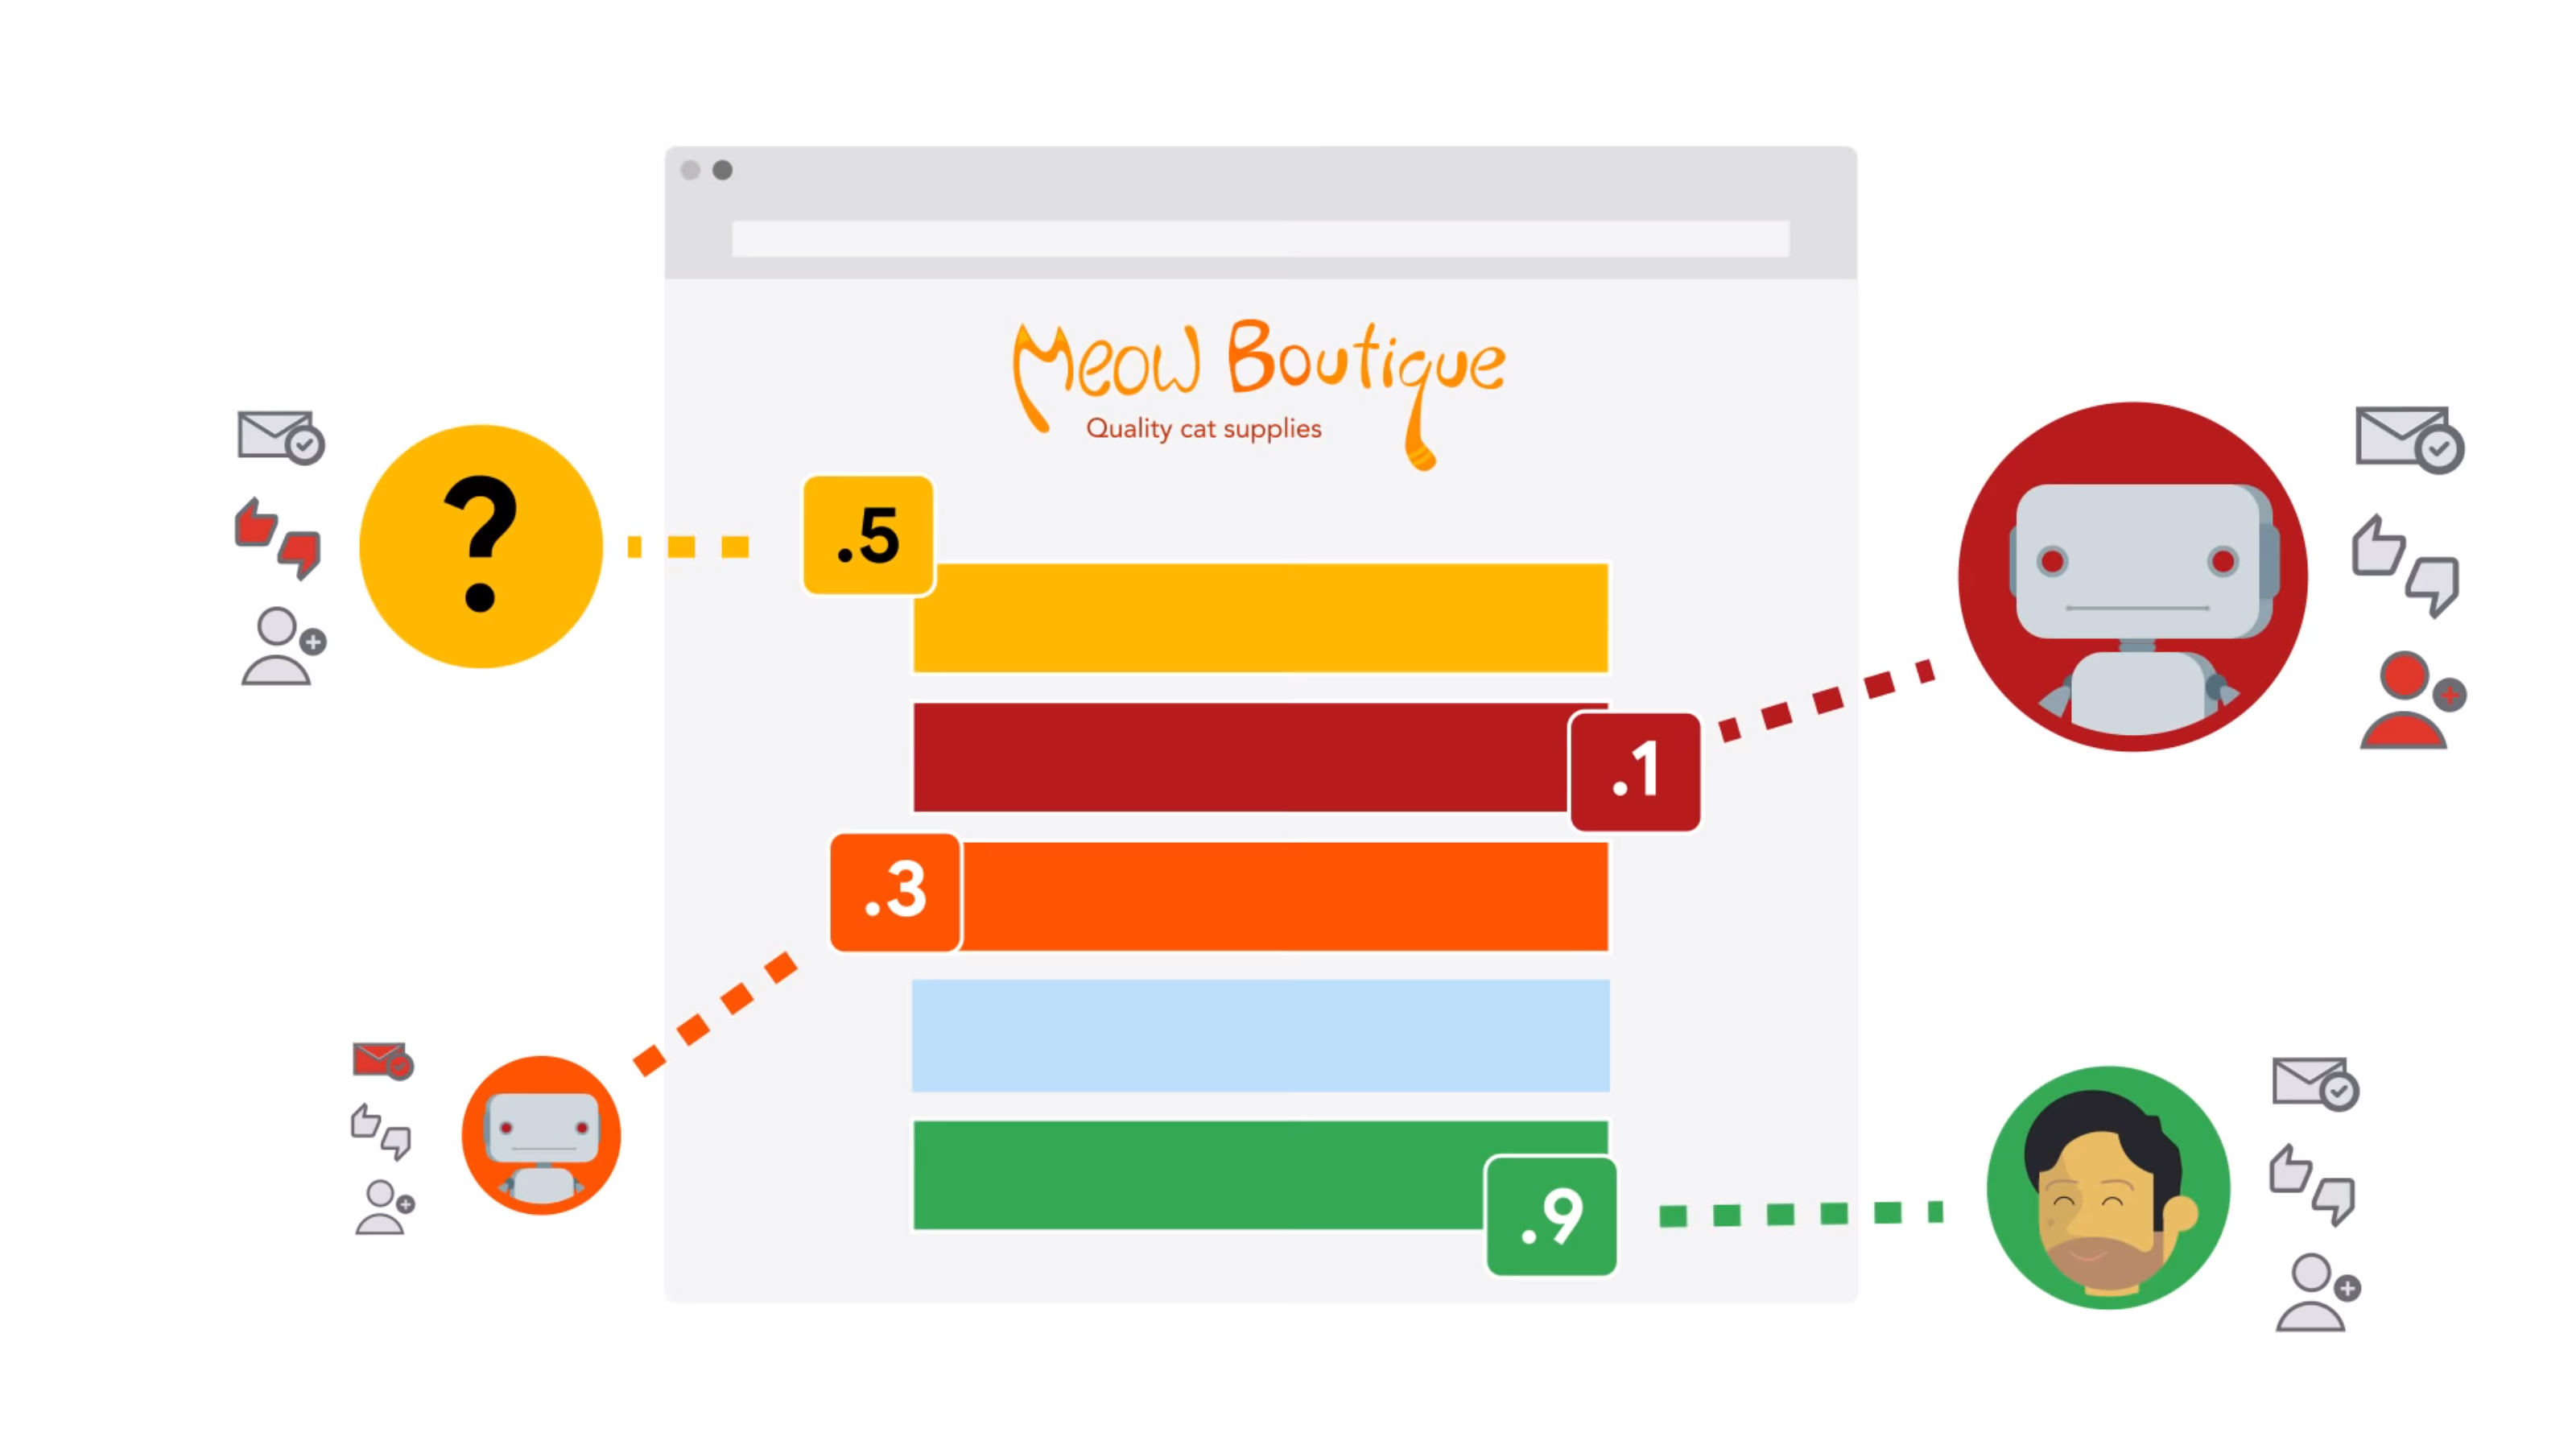 Meow Boutique
Quality cat supplies
?
.5
.1
.3
.9